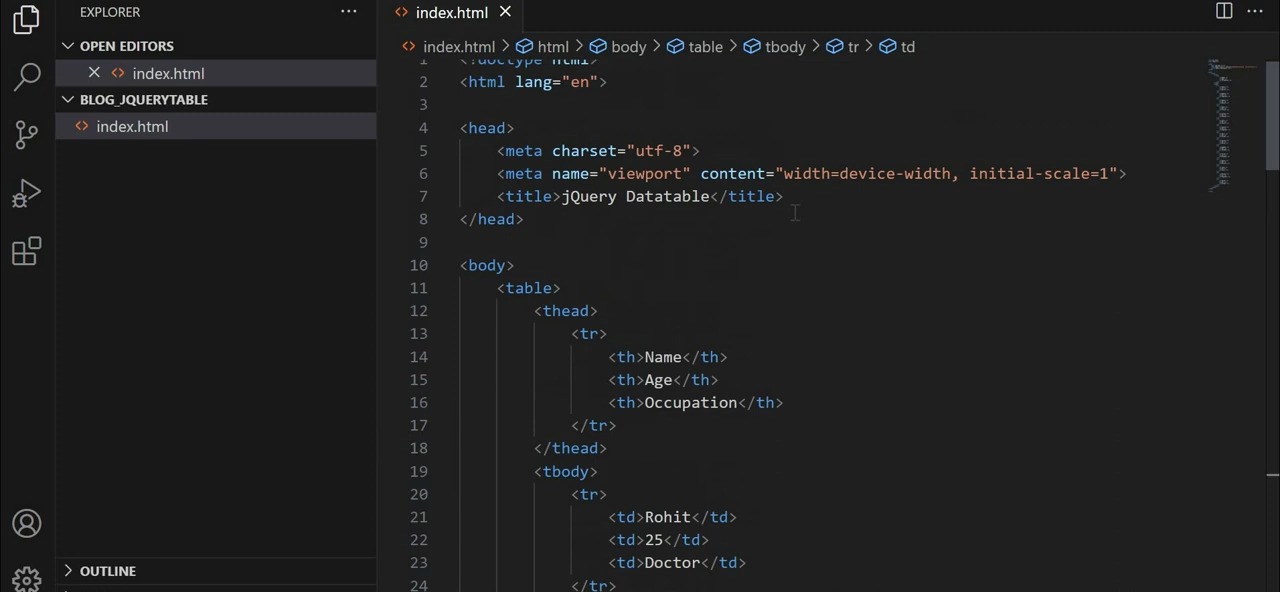 EXPLORER
OPEN EDITORS
index.html
BLOG_JQUERYTABLE
index.html
OUTLINE
index.html
index.html > html > body > table > tbody > tr > td
1 <!doctype html>
2 <html lang="en">
3
4 <head>
5 <meta charset="utf-8">
6 <meta name="viewport" content="width=device-width, initial-scale=1">
7 <title>jQuery Datatable</title>
8 </head>
9
10 <body>
11 <table>
12 <thead>
13 <tr>
14 <th>Name</th>
15 <th>Age</th>
16 <th>Occupation</th>
17 </tr>
18 </thead>
19 <tbody>
20 <tr>
21 <td>Rohit</td>
22 <td>25</td>
23 <td>Doctor</td>
24 </tr>